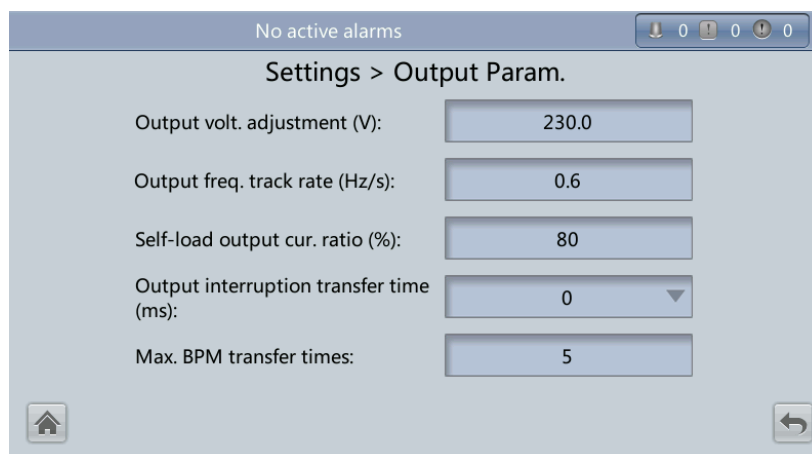 No active alarms
0 0 0
Settings > Output Param.
Output volt. adjustment (V): 230.0
Output freq. track rate (Hz/s): 0.6
Self-load output cur. ratio (%): 80
Output interruption transfer time
(ms): 0
Max. BPM transfer times: 5